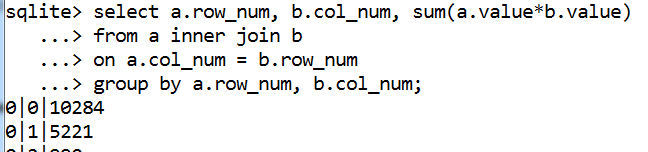 sqlite> select a.row_num, b.col_num, sum(a.value*b.value)
...> from a inner join b
...> on a.col_num = b.row_num
...> group by a.row_num, b.col_num;
0|0|10284
0|1|5221